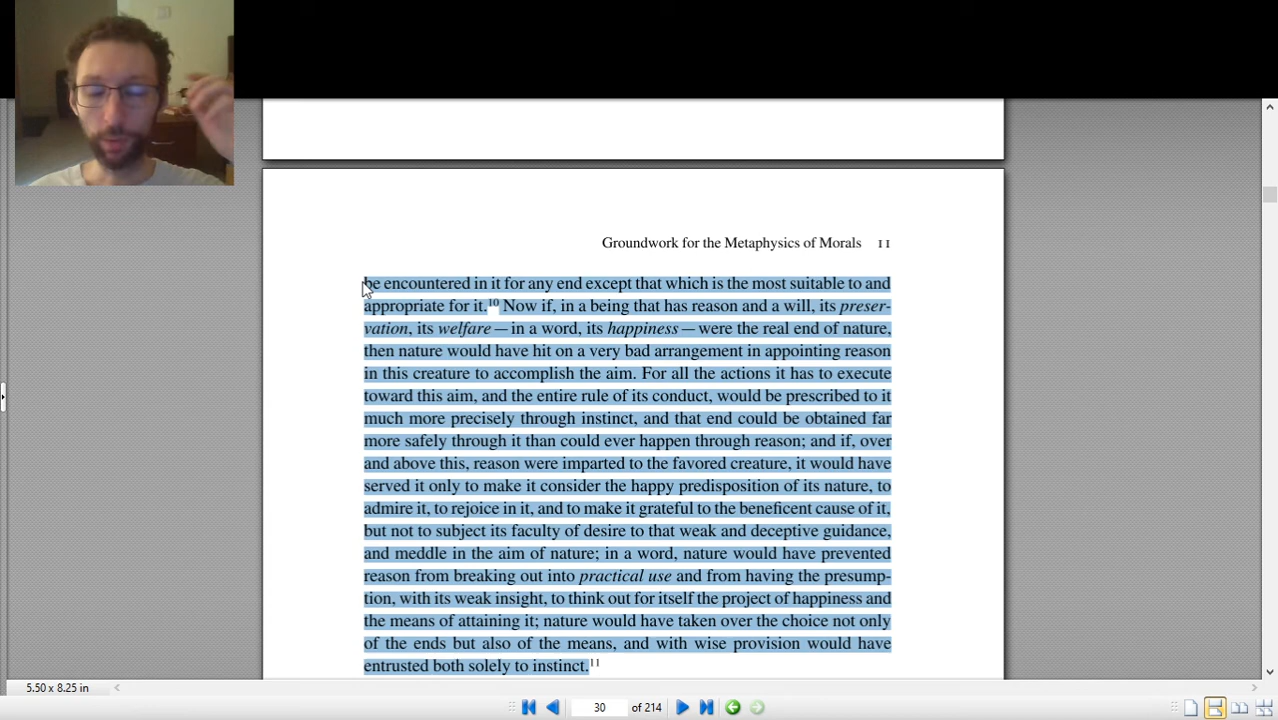 Groundwork for the Metaphysics of Morals 11
be encountered in it for any end except that which is the most suitable to and
appropriate for it.10 Now if, in a being that has reason and a will, its preser-
vation, its welfare – in a word, its happiness – were the real end of nature,
then nature would have hit on a very bad arrangement in appointing reason
in this creature to accomplish the aim. For all the actions it has to execute
toward this aim, and the entire rule of its conduct, would be prescribed to it
much more precisely through instinct, and that end could be obtained far
more safely through it than could ever happen through reason; and if, over
and above this, reason were imparted to the favored creature, it would have
served it only to make it consider the happy predisposition of its nature, to
admire it, to rejoice in it, and to make it grateful to the beneficent cause of it,
but not to subject its faculty of desire to that weak and deceptive guidance,
and meddle in the aim of nature; in a word, nature would have prevented
reason from breaking out into practical use and from having the presump-
tion, with its weak insight, to think out for itself the project of happiness and
the means of attaining it; nature would have taken over the choice not only
of the ends but also of the means, and with wise provision would have
entrusted both solely to instinct.11
5.50 x 8.25 in
30 of 214